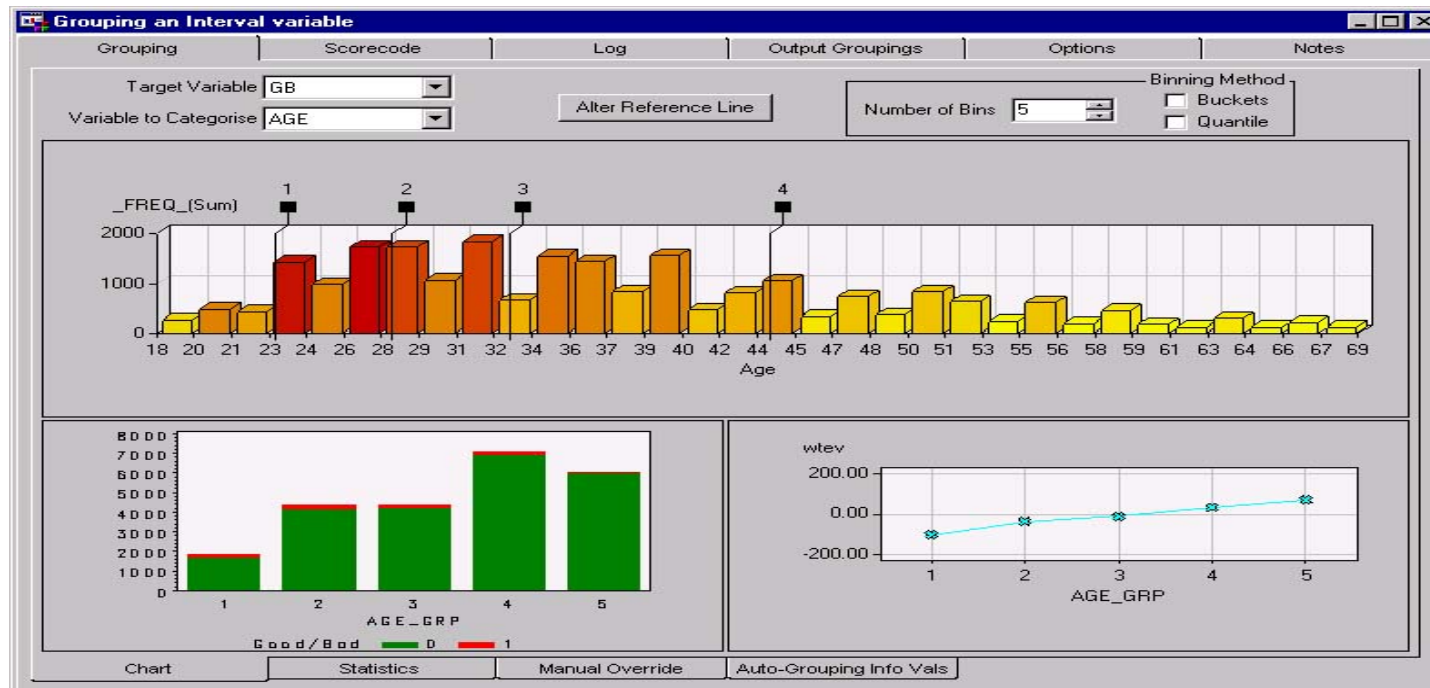 Grouping an Interval variable
Grouping Scorecode Log Output Groupings Options Notes
Target Variable GB
Variable to Categorise AGE
Alter Reference Line
Number of Bins 5
Binning Method
Buckets
Quantile
1 2 3 4
_FREQ_(Sum)
2000
1000
0
18 20 21 23 24 26 28 29 31 32 34 36 37 39 40 42 44 45 47 48 50 51 53 55 56 58 59 61 63 64 66 67 69
Age
8000
7000
6000
5000
4000
3000
2000
1000
0
1 2 3 4 5
AGE_GRP
Good/Bad 0 1
wtev
200.00
0.00
-200.00
1 2 3 4 5
AGE_GRP
Chart Statistics Manual Override Auto-Grouping Info Vals